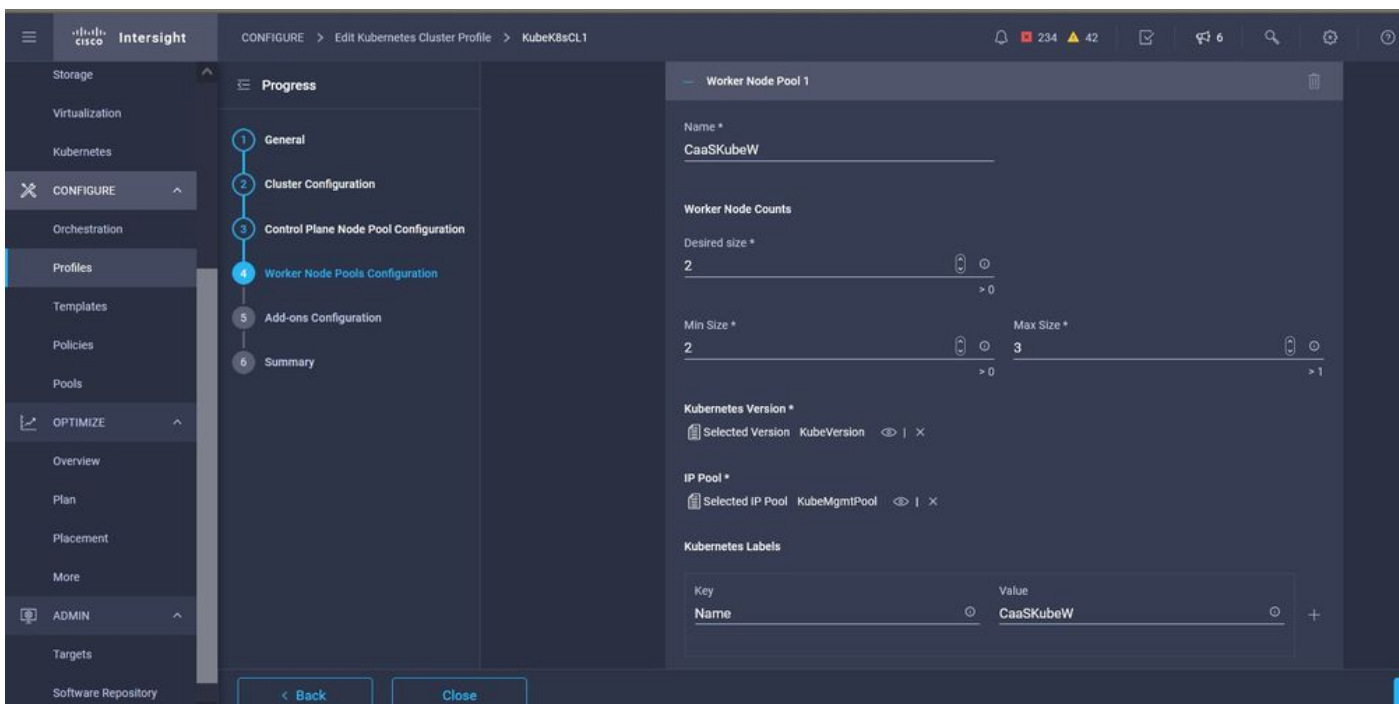 cisco Intersight
CONFIGURE > Edit Kubernetes Cluster Profile > KubeK8sCL1
234 42
6
Storage
Virtualization
Kubernetes
CONFIGURE
Orchestration
Profiles
Templates
Policies
Pools
OPTIMIZE
Overview
Plan
Placement
More
ADMIN
Targets
Software Repository
Progress
1 General
2 Cluster Configuration
3 Control Plane Node Pool Configuration
4 Worker Node Pools Configuration
5 Add-ons Configuration
6 Summary
Worker Node Pool 1
Name *
CaaSKubeW
Worker Node Counts
Desired size *
2
> 0
Min Size * Max Size *
2 3
> 0 > 1
Kubernetes Version *
Selected Version KubeVersion | ×
IP Pool *
Selected IP Pool KubeMgmtPool | ×
Kubernetes Labels
Key Value
Name CaaSKubeW +
< Back Close